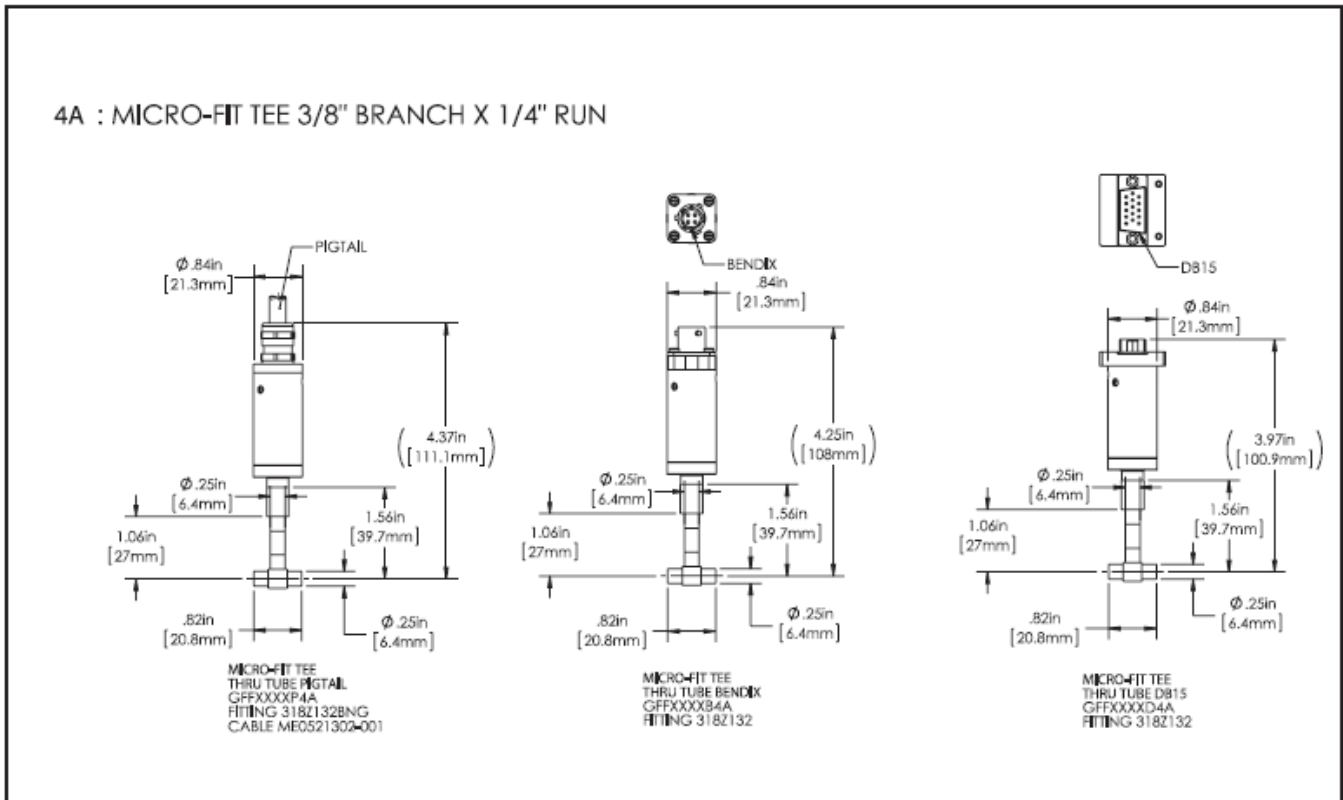 4A : MICRO-FIT TEE 3/8" BRANCH X 1/4" RUN
PIGTAIL
Ø .84in
[21.3mm]
4.37in
[111.1mm]
Ø .25in
[6.4mm]
1.56in
[39.7mm]
1.06in
[27mm]
.82in
[20.8mm]
Ø .25in
[6.4mm]
MICRO-FIT TEE
THRU TUBE PIGTAIL
GFFXXXXP4A
FITTING 318Z132BNG
CABLE ME0521302-001
BENDIX
.84in
[21.3mm]
4.25in
[108mm]
Ø .25in
[6.4mm]
1.56in
[39.7mm]
1.06in
[27mm]
.82in
[20.8mm]
Ø .25in
[6.4mm]
MICRO-FIT TEE
THRU TUBE BENDIX
GFFXXXXB4A
FITTING 318Z132
DB15
Ø .84in
[21.3mm]
3.97in
[100.9mm]
Ø .25in
[6.4mm]
1.56in
[39.7mm]
1.06in
[27mm]
.82in
[20.8mm]
Ø .25in
[6.4mm]
MICRO-FIT TEE
THRU TUBE DB15
GFFXXXXD4A
FITTING 318Z132